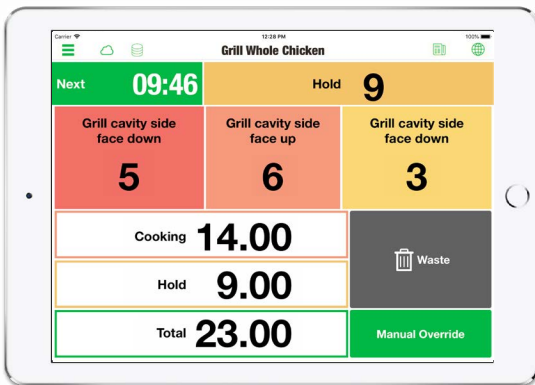 Carrier 12:28 PM 100%
Grill Whole Chicken
Next 09:46 Hold 9
Grill cavity side Grill cavity side Grill cavity side
face down face up face down
5 6 3
Cooking 14.00
Waste
Hold 9.00
Total 23.00 Manual Override